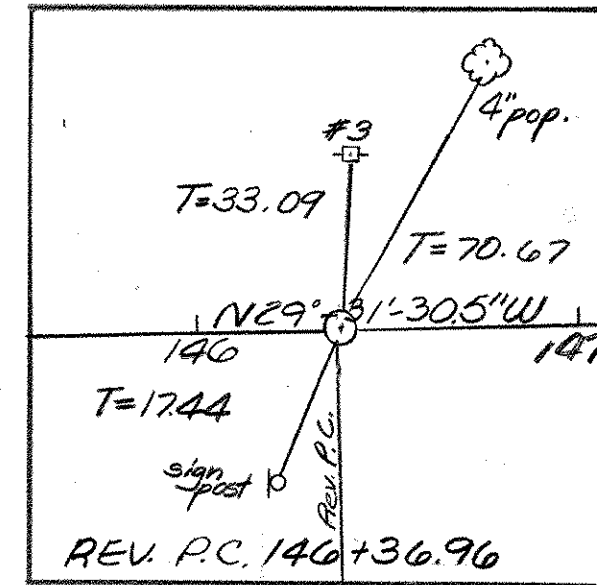 #3
4"pop.
T=33.09
T=70.67
N29°-31'-30.5"W
146
147
T=17.44
Rev. P.C.
sign
post
REV. P.C. 146+36.96